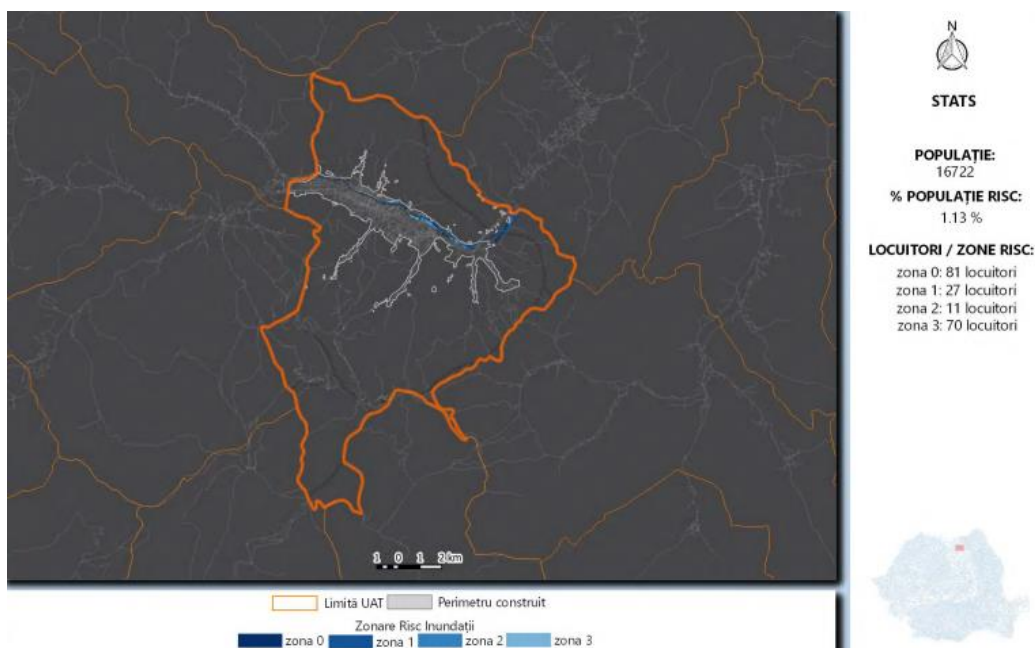 N
STATS
POPULAȚIE:
16722
% POPULAȚIE RISC:
1.13 %
LOCUITORI / ZONE RISC:
zona 0: 81 locuitori
zona 1: 27 locuitori
zona 2: 11 locuitori
zona 3: 70 locuitori
1 0 1 2 km
Limită UAT Perimetru construit
Zonare Risc Inundații
zona 0 zona 1 zona 2 zona 3